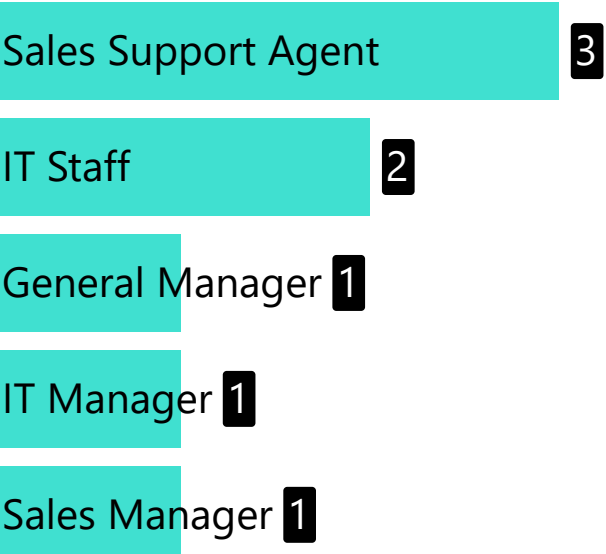 Sales Support Agent 3
IT Staff 2
General Manager 1
IT Manager 1
Sales Manager 1